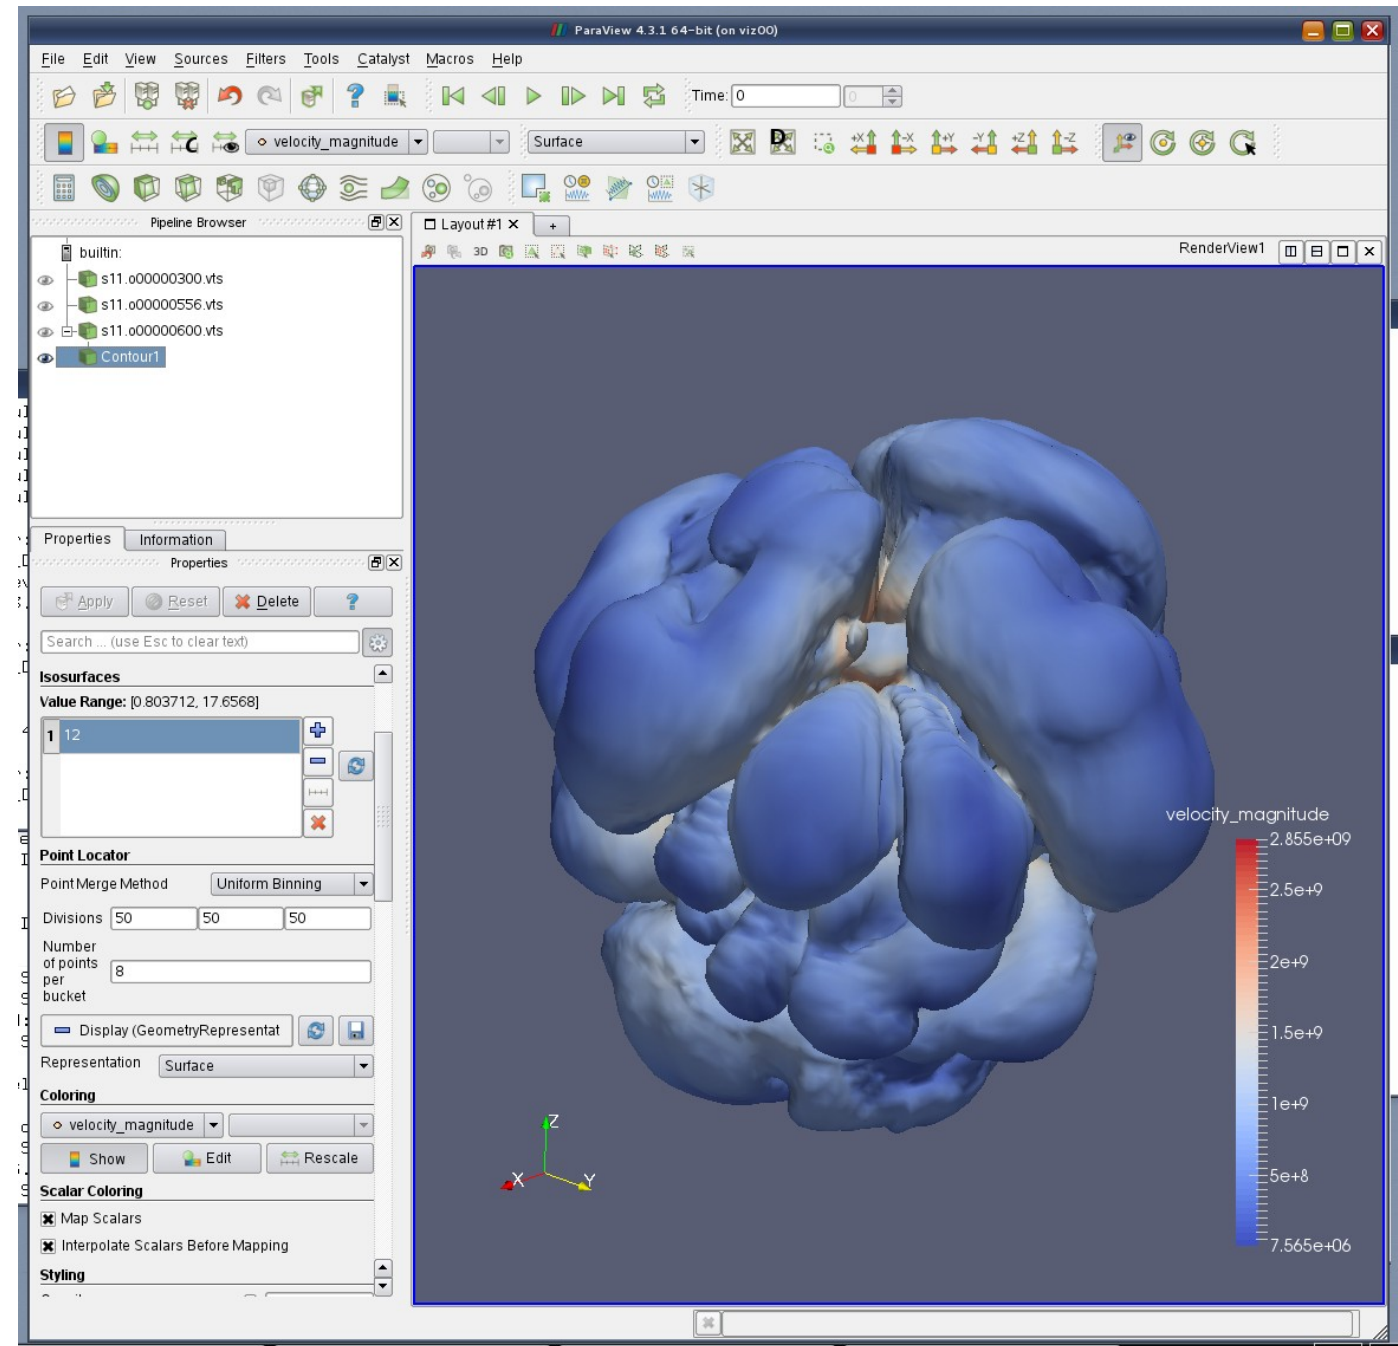 ParaView 4.3.1 64-bit (on viz00)
File Edit View Sources Filters Tools Catalyst Macros Help
Time: 0 0
velocity_magnitude Surface +X -X +Y -Y +Z -Z
Pipeline Browser
Layout #1 +
3D
RenderView1
builtin:
s11.o00000300.vts
s11.o00000556.vts
s11.o00000600.vts
Contour1
Properties Information
Properties
Apply Reset Delete ?
Search ... (use Esc to clear text)
Isosurfaces
Value Range: [0.803712, 17.6568]
1 12
Point Locator
Point Merge Method Uniform Binning
Divisions 50 50 50
Number
of points
per
bucket
8
Display (GeometryRepresentat
Representation Surface
Coloring
velocity_magnitude
Show Edit Rescale
Scalar Coloring
Map Scalars
Interpolate Scalars Before Mapping
Styling
velocity_magnitude
2.855e+09
2.5e+9
2e+9
1.5e+9
1e+9
5e+8
7.565e+06
Z
X
Y